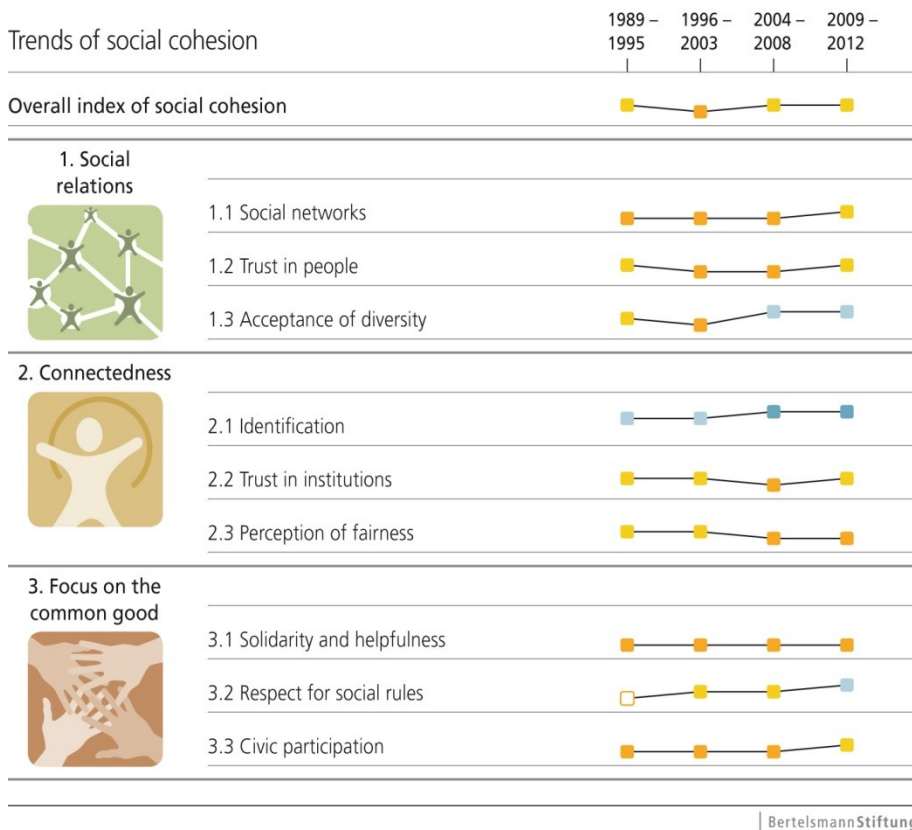 Trends of social cohesion
1989 – 1995
1996 – 2003
2004 – 2008
2009 – 2012
Overall index of social cohesion
1. Social
relations
1.1 Social networks
1.2 Trust in people
1.3 Acceptance of diversity
2. Connectedness
2.1 Identification
2.2 Trust in institutions
2.3 Perception of fairness
3. Focus on the
common good
3.1 Solidarity and helpfulness
3.2 Respect for social rules
3.3 Civic participation
BertelsmannStiftung